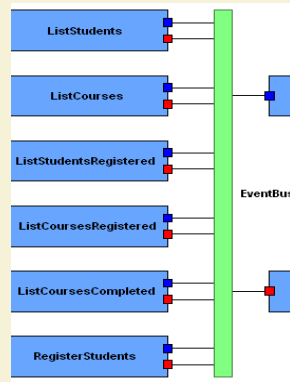 ListStudents
ListCourses
ListStudentsRegistered
EventBus
ListCoursesRegistered
ListCoursesCompleted
RegisterStudents